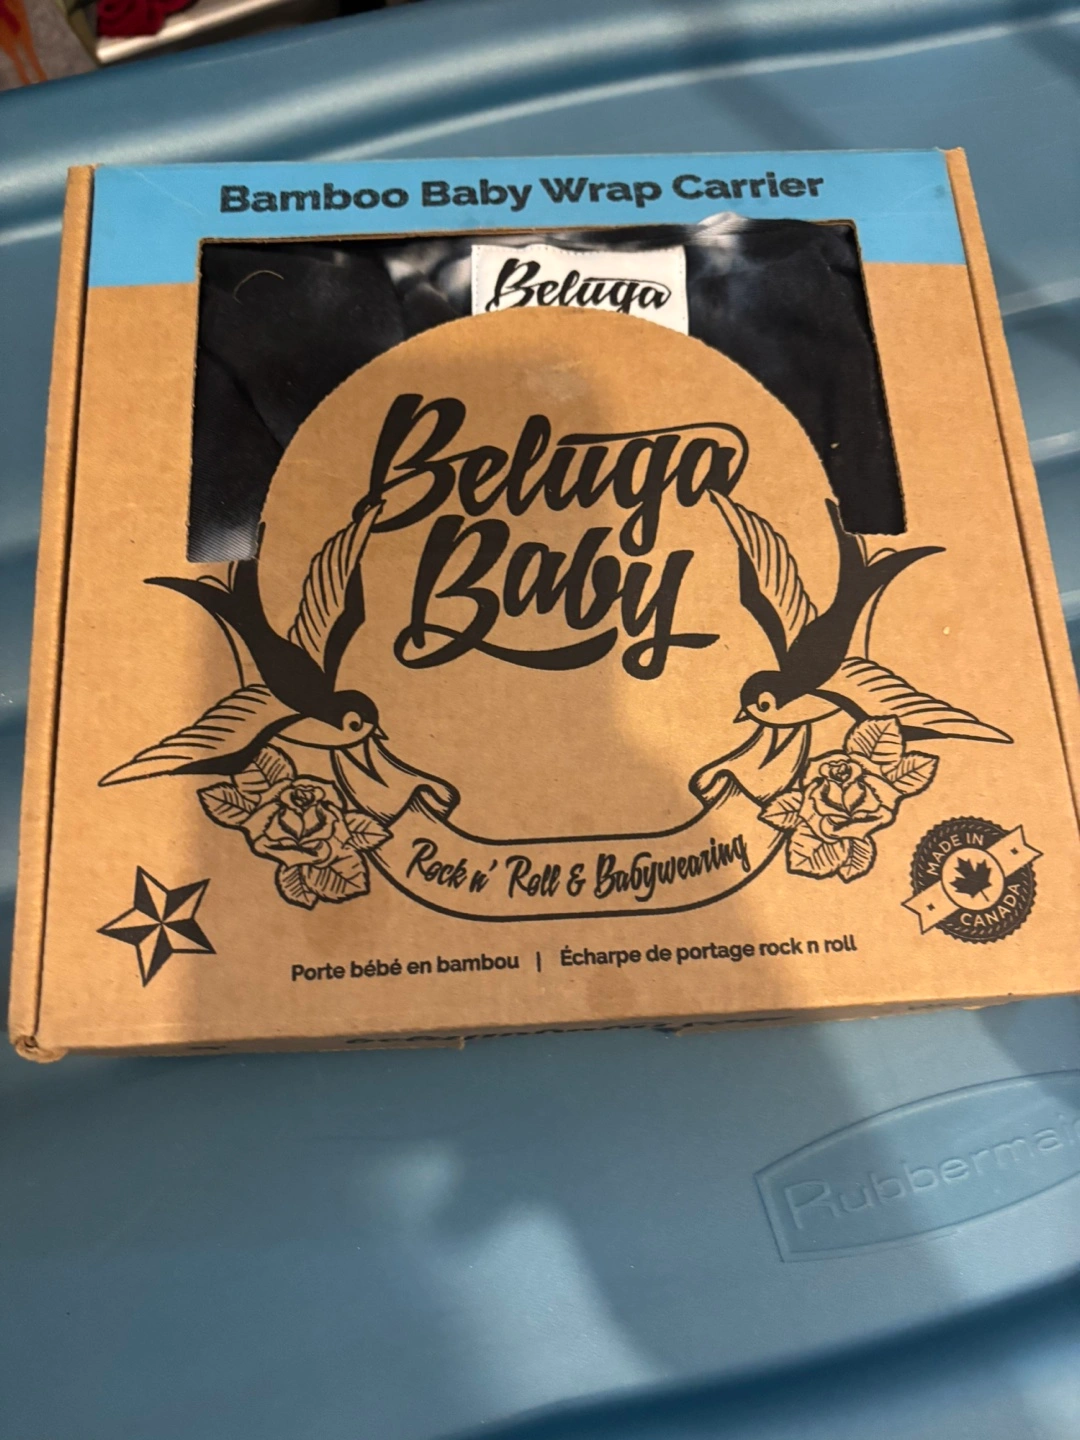 Bamboo Baby Wrap Carrier
Beluga
Beluga
Baby
Rock n' Roll & Babywearing
MADE IN
CANADA
Porte bébé en bambou | Écharpe de portage rock n roll
Rubbermaid